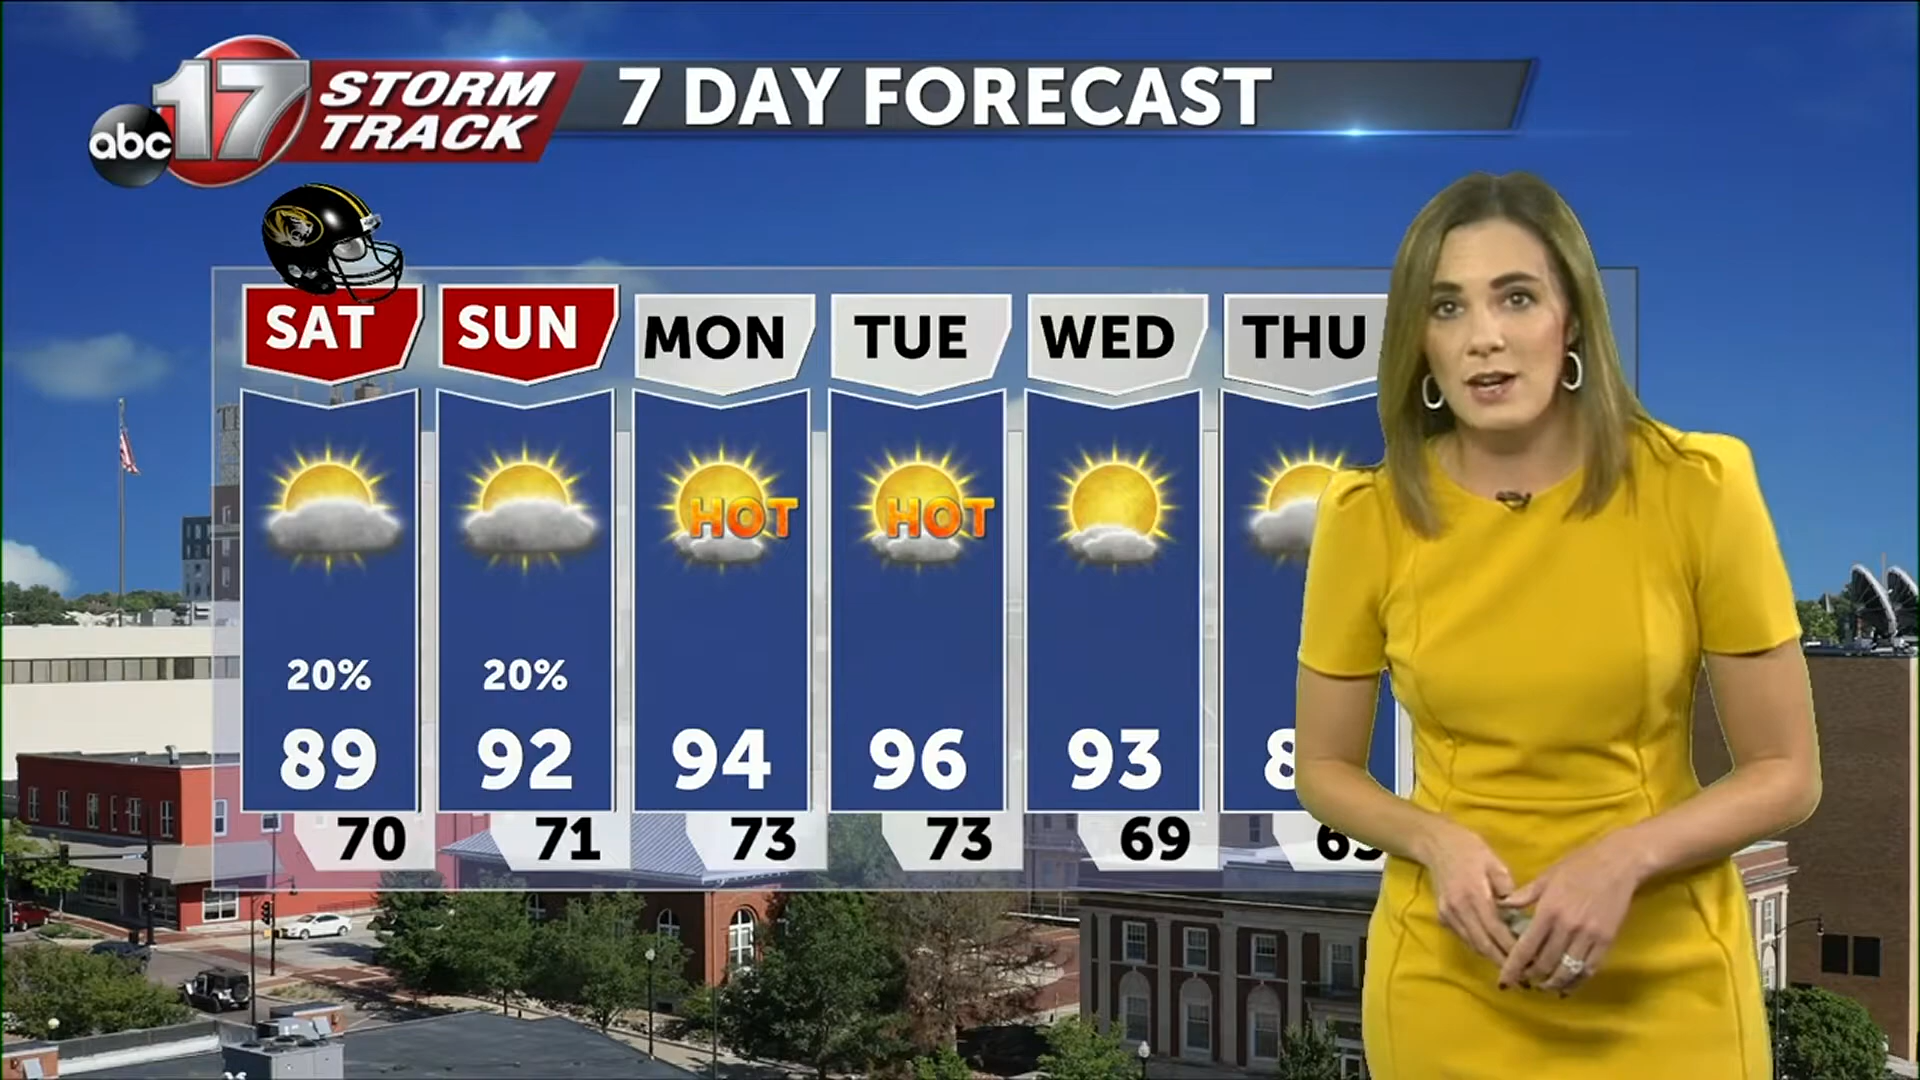 abc 17 STORM TRACK
7 DAY FORECAST
SAT SUN MON TUE WED THU
HOT HOT
20% 20%
89 92 94 96 93
70 71 73 73 69